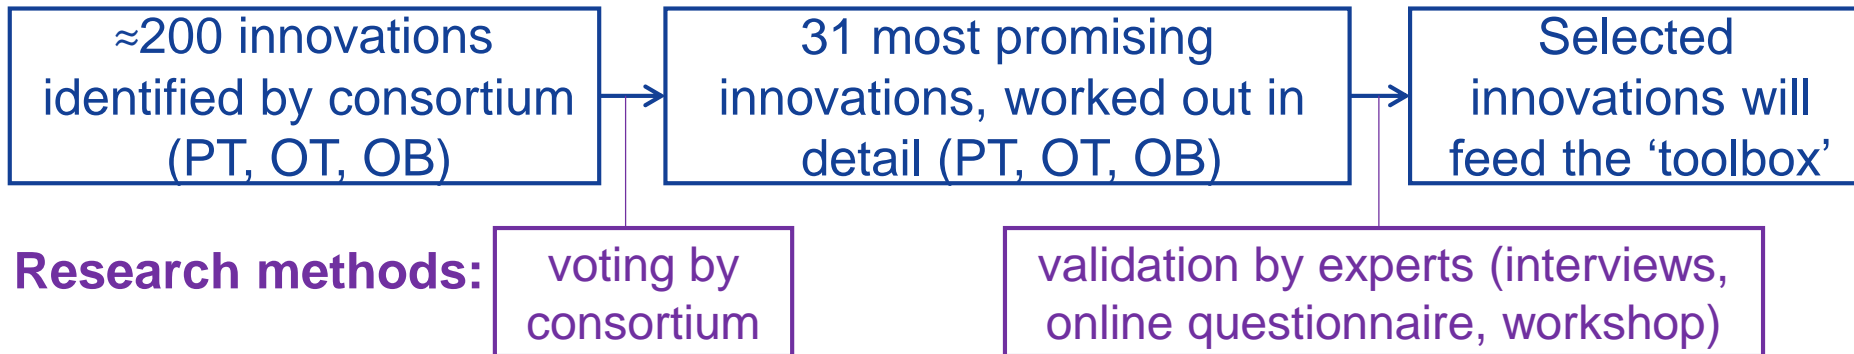 ≈200 innovations
identified by consortium
(PT, OT, OB)
31 most promising
innovations, worked out in
detail (PT, OT, OB)
Selected
innovations will
feed the ‘toolbox’
Research methods:
voting by
consortium
validation by experts (interviews,
online questionnaire, workshop)